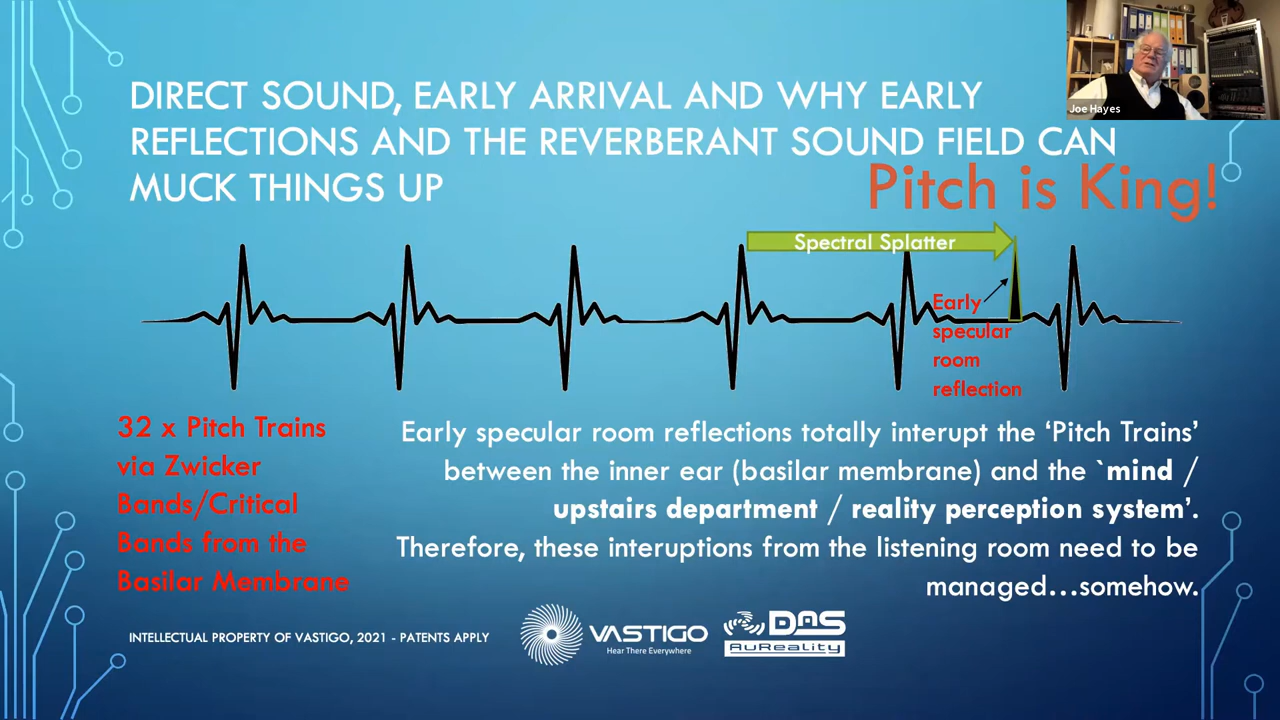 Joe Hayes
DIRECT SOUND, EARLY ARRIVAL AND WHY EARLY
REFLECTIONS AND THE REVERBERANT SOUND FIELD CAN
MUCK THINGS UP
Pitch is King!
Spectral Splatter
Early
specular
room
reflection
32 x Pitch Trains
via Zwicker
Bands/Critical
Bands from the
Basilar Membrane
Early specular room reflections totally interupt the ‘Pitch Trains’
between the inner ear (basilar membrane) and the `mind /
upstairs department / reality perception system’.
Therefore, these interuptions from the listening room need to be
managed…somehow.
INTELLECTUAL PROPERTY OF VASTIGO, 2021 - PATENTS APPLY
VASTIGO
Hear There Everywhere
DAS
AuReality